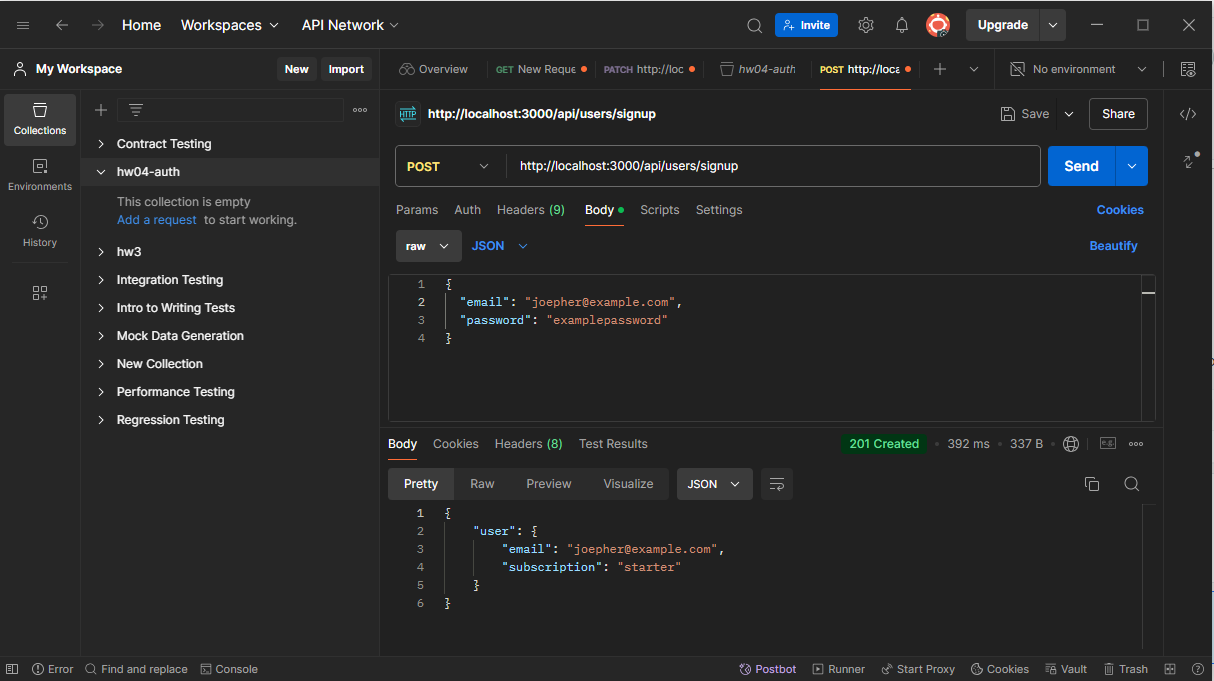 Home Workspaces API Network Invite Upgrade
My Workspace New Import Overview GET New Reque PATCH http://loc hw04-auth POST http://loca No environment
Collections
Environments
History
Contract Testing
hw04-auth
This collection is empty
Add a request to start working.
hw3
Integration Testing
Intro to Writing Tests
Mock Data Generation
New Collection
Performance Testing
Regression Testing
HTTP http://localhost:3000/api/users/signup Save Share
POST http://localhost:3000/api/users/signup Send
Params Auth Headers (9) Body Scripts Settings Cookies
raw JSON Beautify
1 {
2 "email": "joepher@example.com",
3 "password": "examplepassword"
4 }
Body Cookies Headers (8) Test Results 201 Created 392 ms 337 B e.g.
Pretty Raw Preview Visualize JSON
1 {
2 "user": {
3 "email": "joepher@example.com",
4 "subscription": "starter"
5 }
6 }
Error Find and replace Console Postbot Runner Start Proxy Cookies Vault Trash